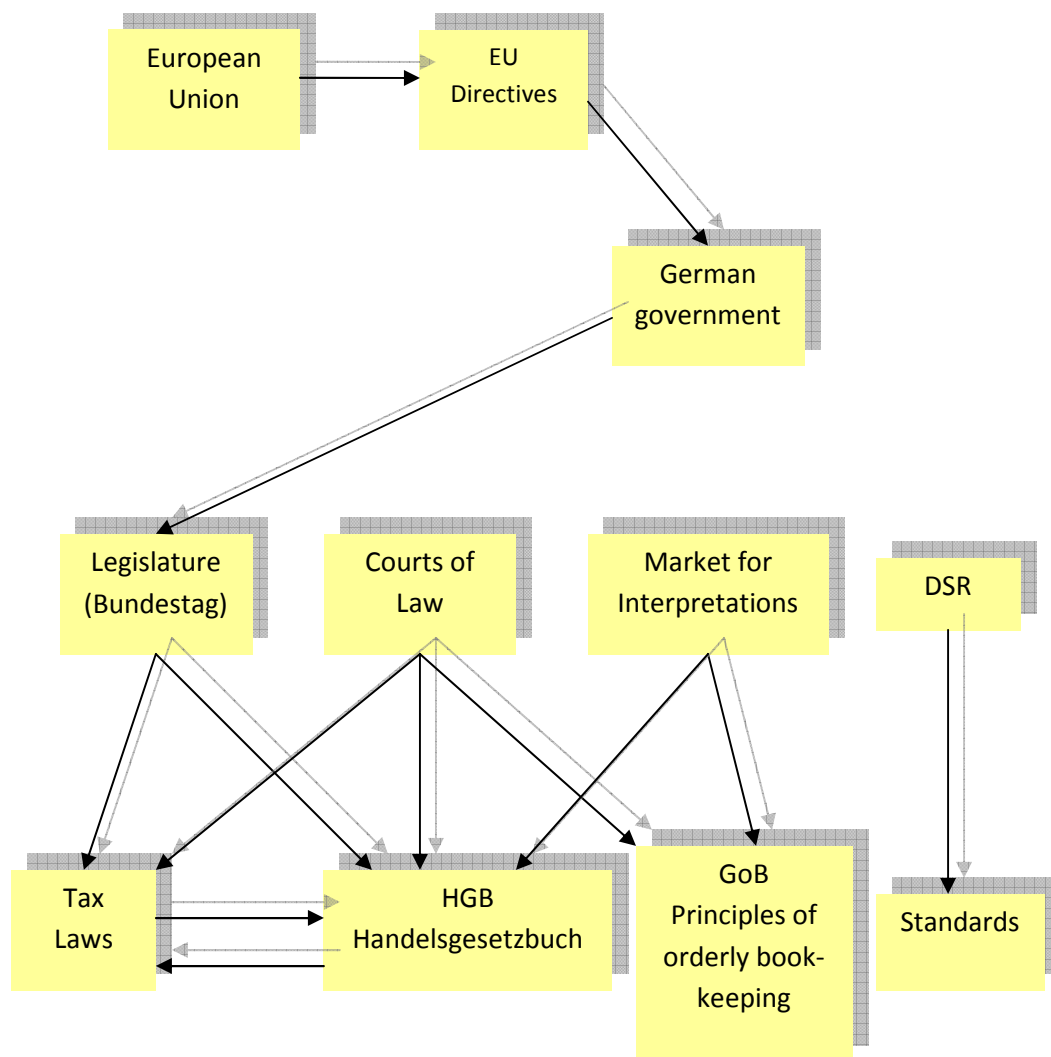 European
Union
EU
Directives
German
government
Legislature
(Bundestag)
Courts of
Law
Market for
Interpretations
DSR
Tax
Laws
HGB
Handelsgesetzbuch
GoB
Principles of
orderly book-
keeping
Standards